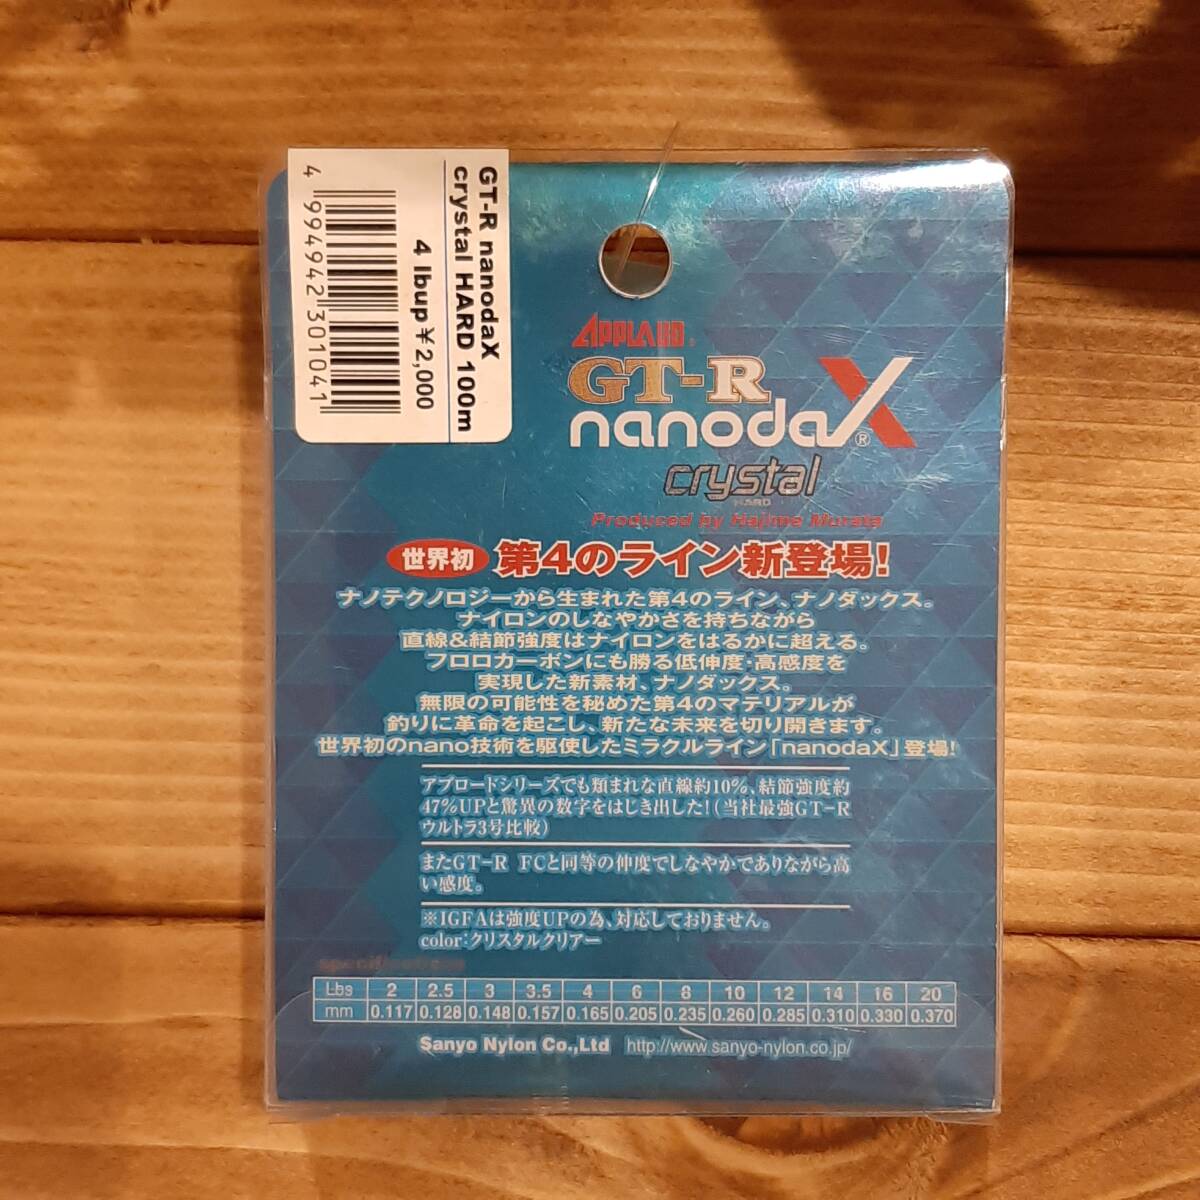 GT-R nanodaX
crystal HARD 100m
4 lbup ¥2,000
4 994942 301041
APPLAUD®
GT-R
nanodaX®
crystal
HARD
Produced by Hajime Murata
世界初 第4のライン新登場!
ナノテクノロジーから生まれた第4のライン、ナノダックス。
ナイロンのしなやかさを持ちながら
直線&結節強度はナイロンをはるかに超える。
フロロカーボンにも勝る低伸度・高感度を
実現した新素材、ナノダックス。
無限の可能性を秘めた第4のマテリアルが
釣りに革命を起こし、新たな未来を切り開きます。
世界初のnano技術を駆使したミラクルライン「nanodaX」登場!
アプロードシリーズでも類まれな直線約10%、結節強度約
47%UPと驚異の数字をはじき出した!(当社最強GT-R
ウルトラ3号比較)
またGT-R FCと同等の伸度でしなやかでありながら高
い感度。
※IGFAは強度UPの為、対応しておりません。
color:クリスタルクリアー
specifications
Lbs 2 2.5 3 3.5 4 6 8 10 12 14 16 20
mm 0.117 0.128 0.148 0.157 0.165 0.205 0.235 0.260 0.285 0.310 0.330 0.370
Sanyo Nylon Co.,Ltd http://www.sanyo-nylon.co.jp/